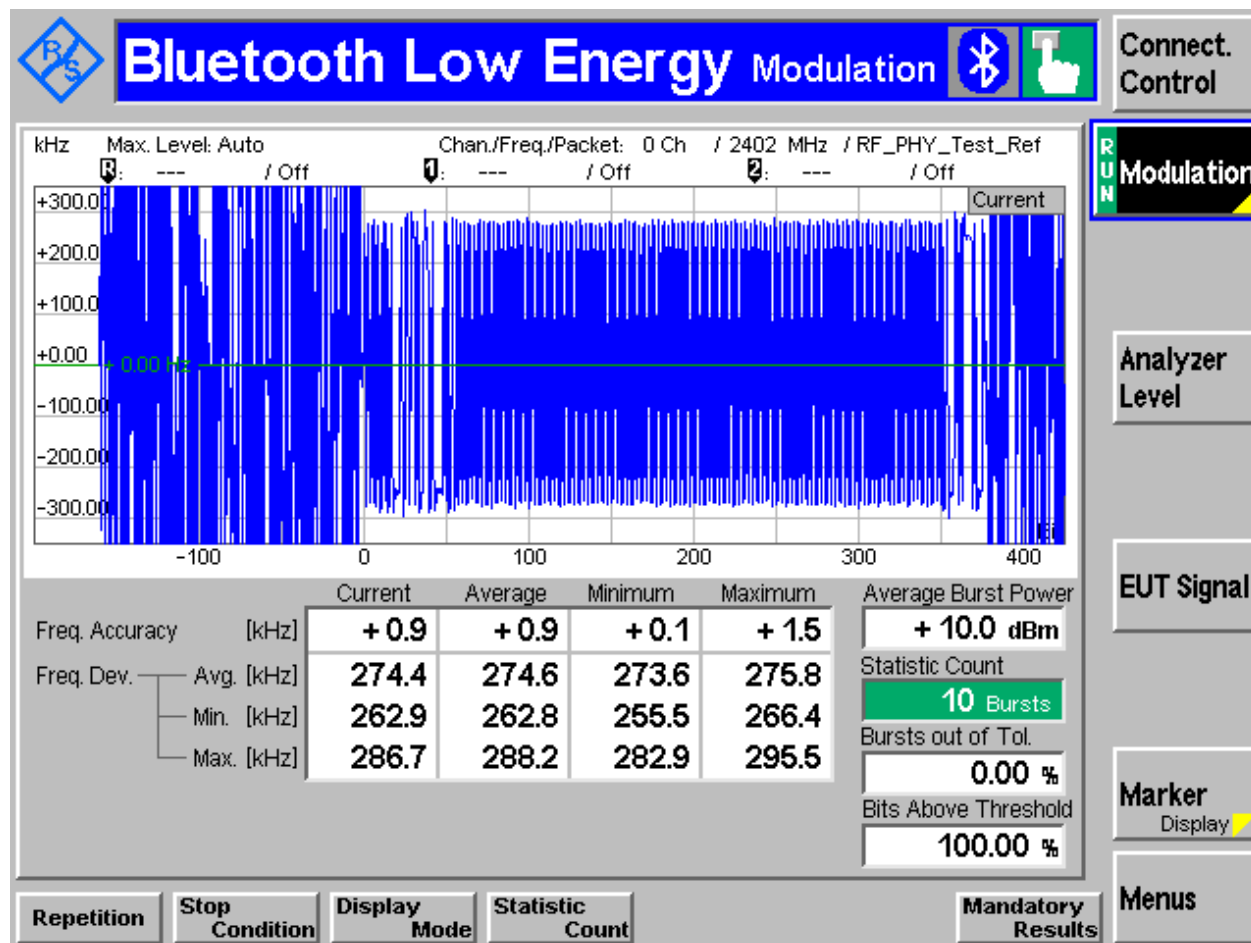 R/S
Bluetooth Low Energy Modulation
Connect.
Control
kHz Max. Level: Auto Chan./Freq./Packet: 0 Ch / 2402 MHz / RF_PHY_Test_Ref
R: --- / Off 1: --- / Off 2: --- / Off
RUN
Modulation
Current
+300.0
+200.0
+100.0
+0.00
+ 0.00 Hz
-100.00
-200.00
-300.00
-100 0 100 200 300 400
Analyzer
Level
EUT Signal
Current Average Minimum Maximum
Freq. Accuracy [kHz] + 0.9 + 0.9 + 0.1 + 1.5
Freq. Dev. Avg. [kHz] 274.4 274.6 273.6 275.8
Min. [kHz] 262.9 262.8 255.5 266.4
Max. [kHz] 286.7 288.2 282.9 295.5
Average Burst Power
+ 10.0 dBm
Statistic Count
10 Bursts
Bursts out of Tol.
0.00 %
Bits Above Threshold
100.00 %
Marker
Display
Menus
Repetition
Stop
Condition
Display
Mode
Statistic
Count
Mandatory
Results